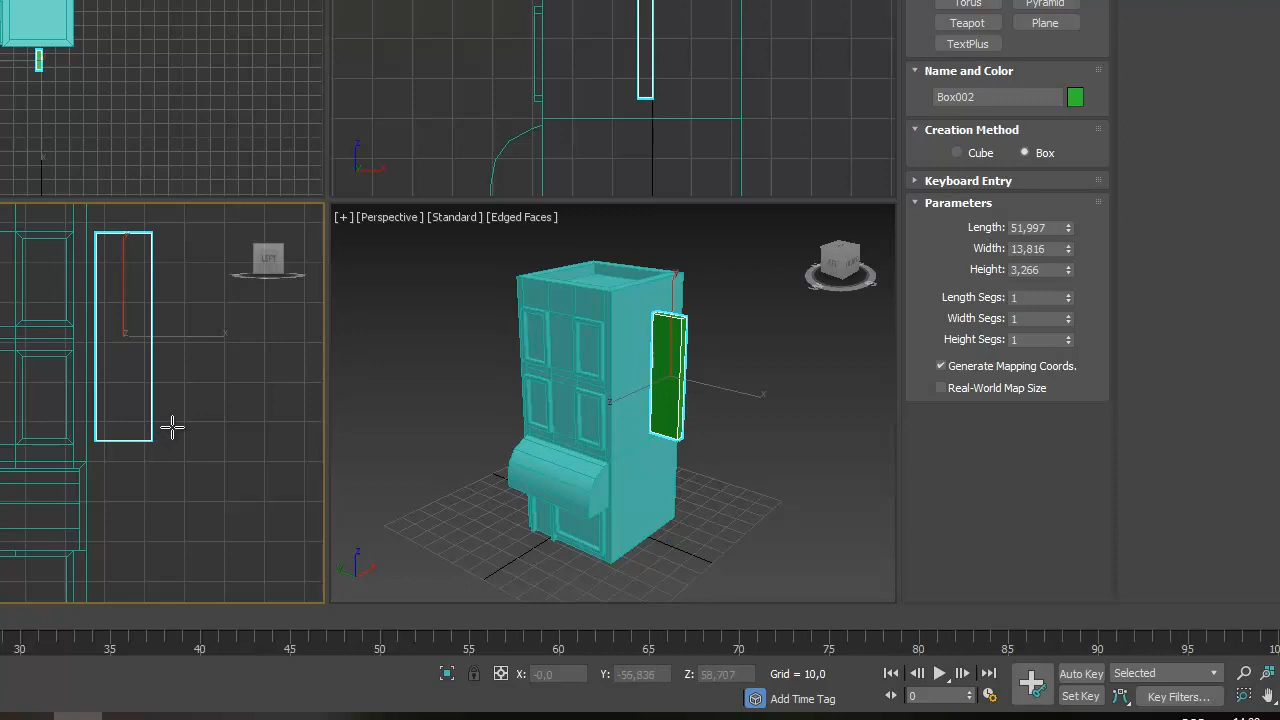 Torus Pyramid
Teapot Plane
TextPlus
Name and Color
Box002
Creation Method
Cube Box
Keyboard Entry
Parameters
Length: 51,997
Width: 13,816
Height: 3,266
Length Segs: 1
Width Segs: 1
Height Segs: 1
Generate Mapping Coords.
Real-World Map Size
[+] [Perspective] [Standard] [Edged Faces]
LEFT
30 35 40 45 50 55 60 65 70 75 80 85 90 95 10
X: -0,0 Y: -56,836 Z: 58,707 Grid = 10,0
Add Time Tag
0
Auto Key Selected
Set Key Key Filters...